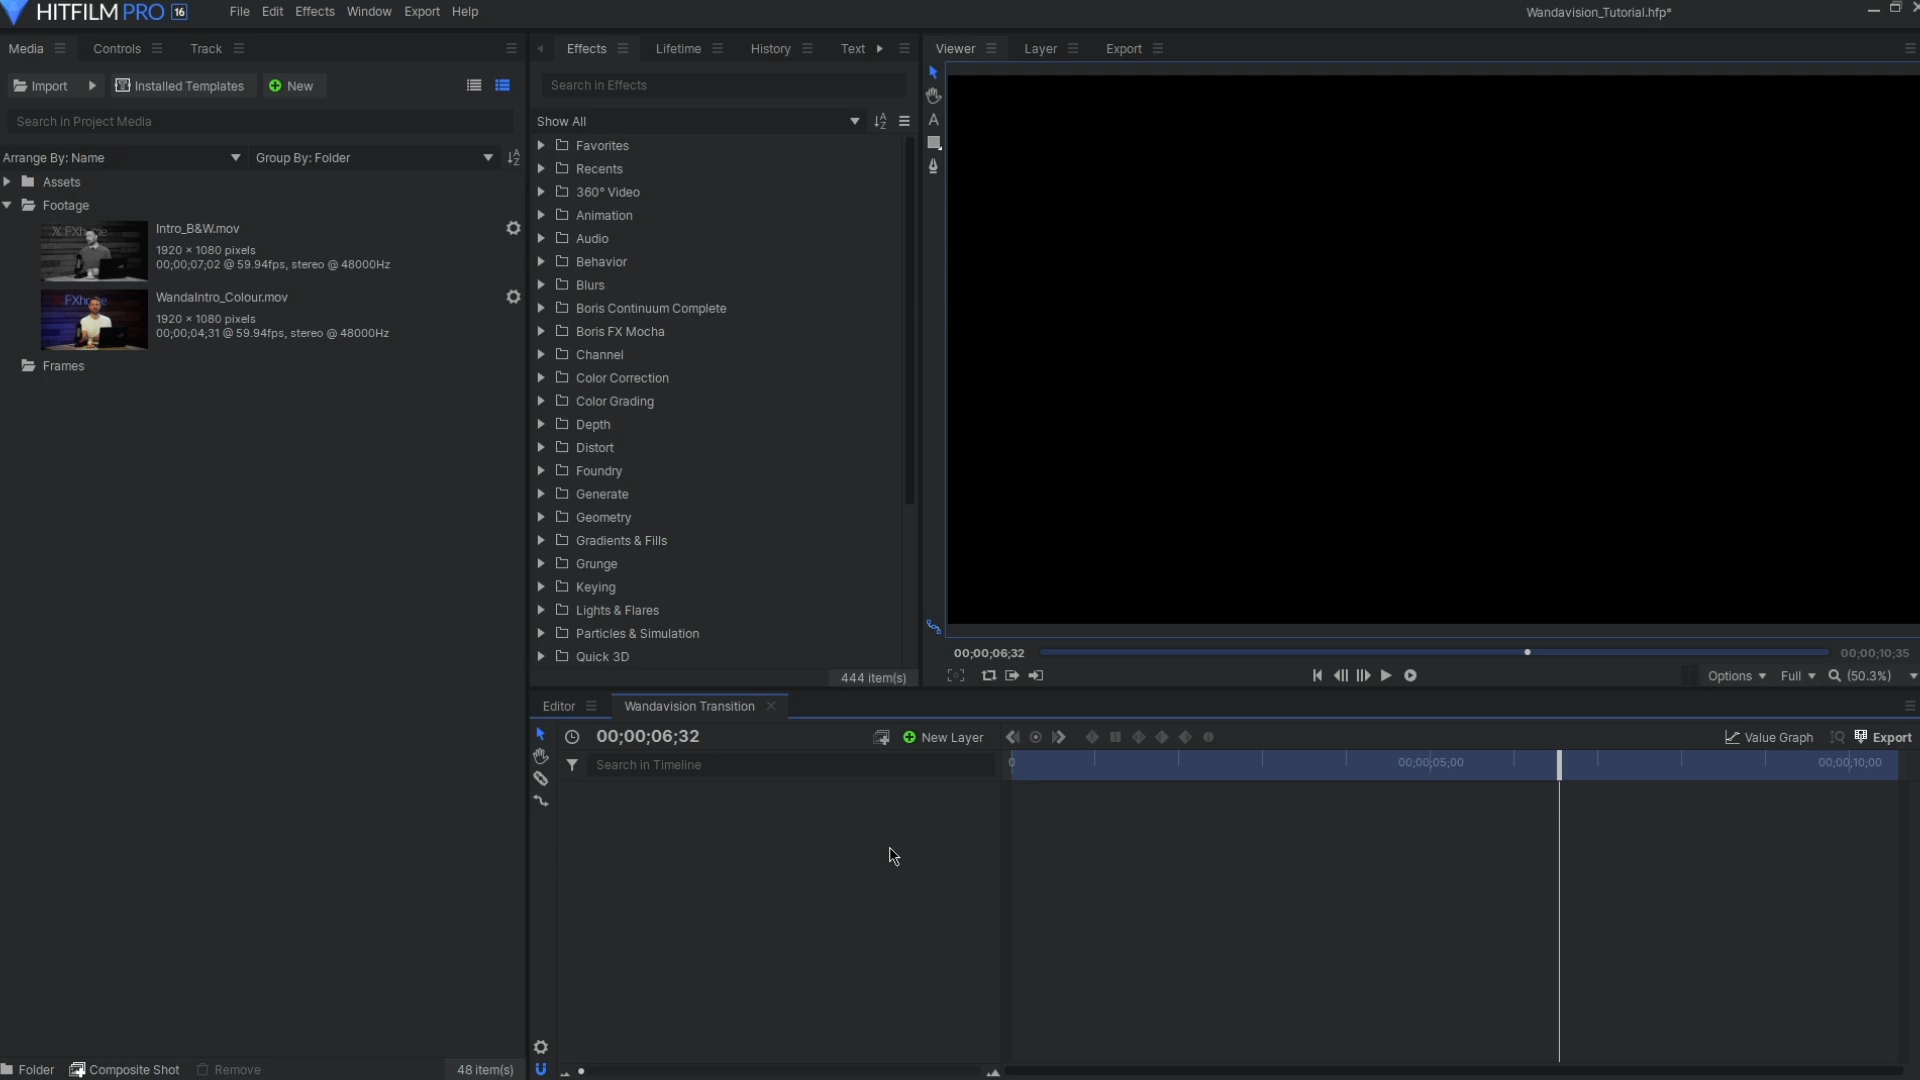 HITFILM PRO 16
File Edit Effects Window Export Help
Wandavision_Tutorial.hfp*
Media Controls Track
Effects Lifetime History Text
Viewer Layer Export
Import Installed Templates New
Search in Effects
Search in Project Media
Show All
Arrange By: Name Group By: Folder
Assets
Footage
Intro_B&W.mov
1920 × 1080 pixels
00;00;07;02 @ 59.94fps, stereo @ 48000Hz
WandaIntro_Colour.mov
1920 × 1080 pixels
00;00;04;31 @ 59.94fps, stereo @ 48000Hz
Frames
Favorites
Recents
360° Video
Animation
Audio
Behavior
Blurs
Boris Continuum Complete
Boris FX Mocha
Channel
Color Correction
Color Grading
Depth
Distort
Foundry
Generate
Geometry
Gradients & Fills
Grunge
Keying
Lights & Flares
Particles & Simulation
Quick 3D
444 item(s)
00;00;06;32
00;00;10;35
Options Full (50.3%)
Editor Wandavision Transition
00;00;06;32
New Layer
Value Graph Export
Search in Timeline
0 00;00;05;00 00;00;10;00
Folder Composite Shot Remove 48 item(s)